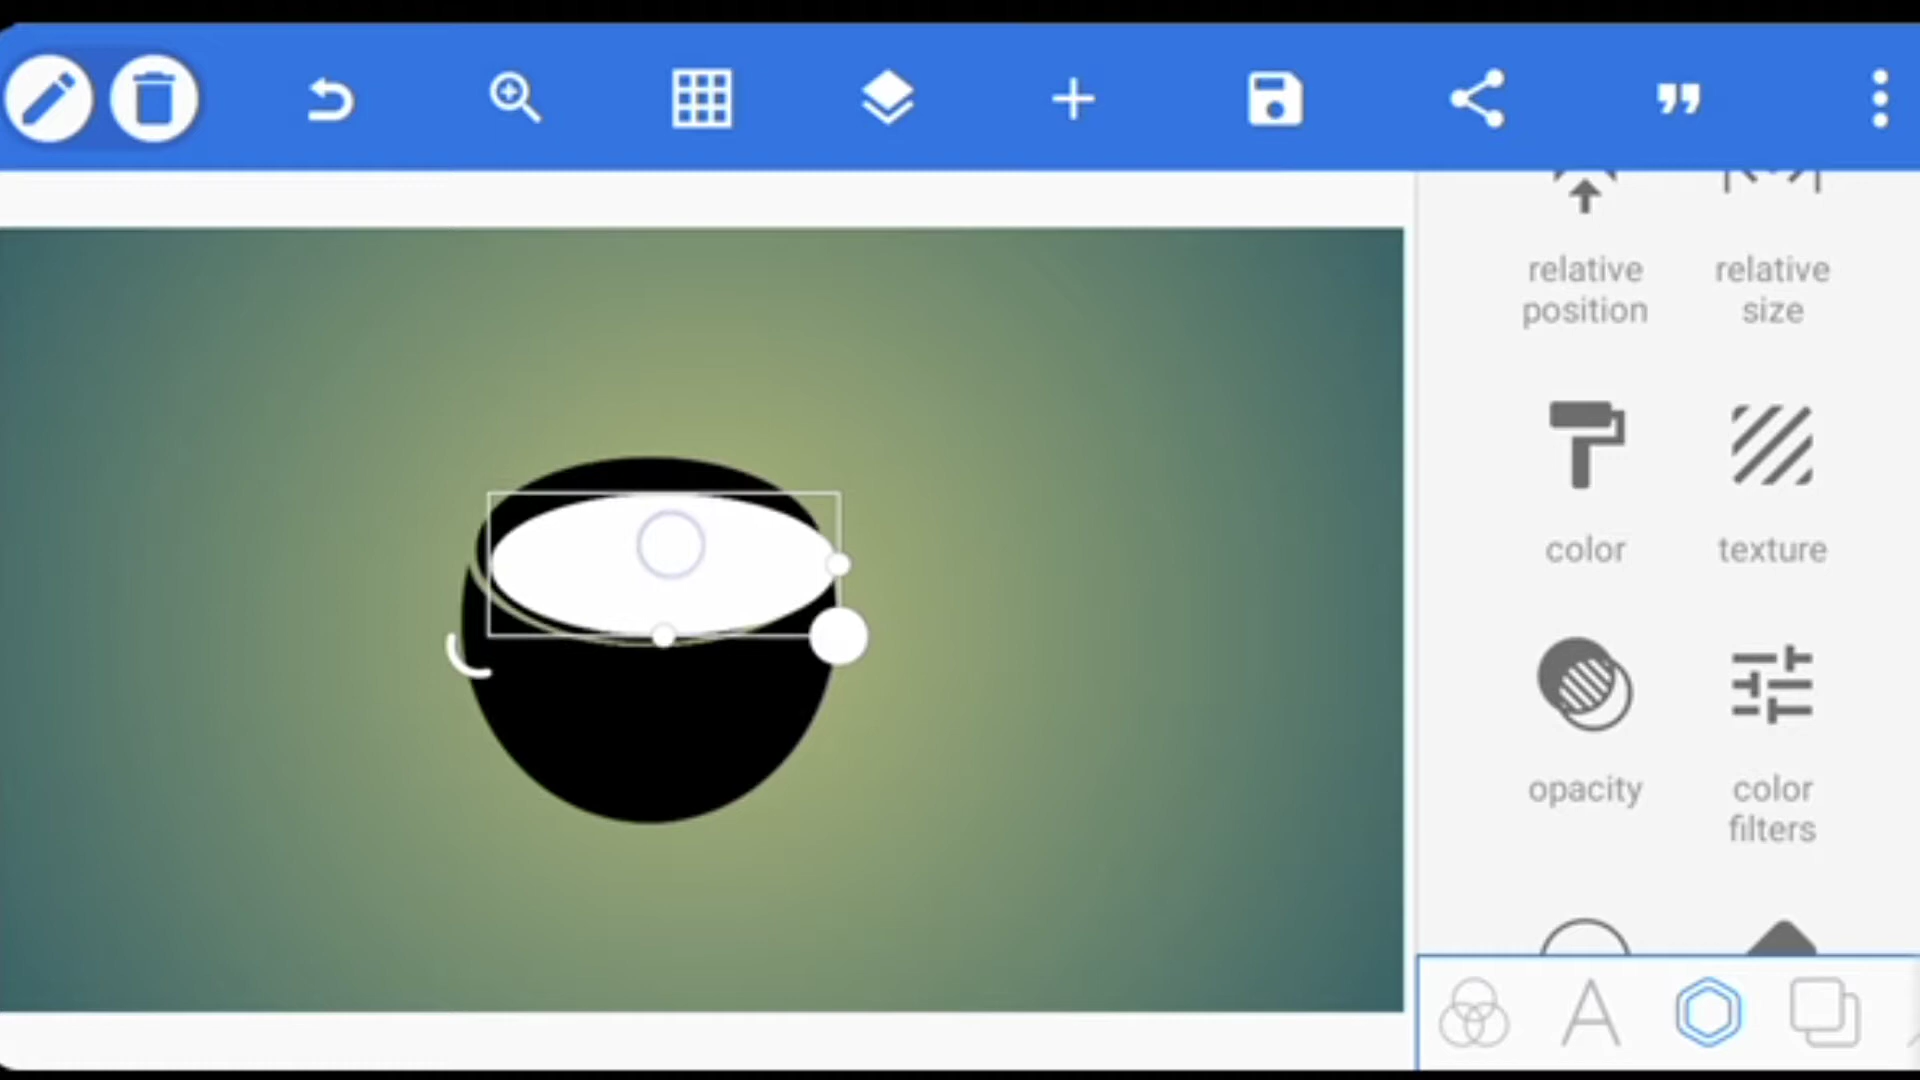 relative
position
relative
size
color
texture
opacity
color
filters